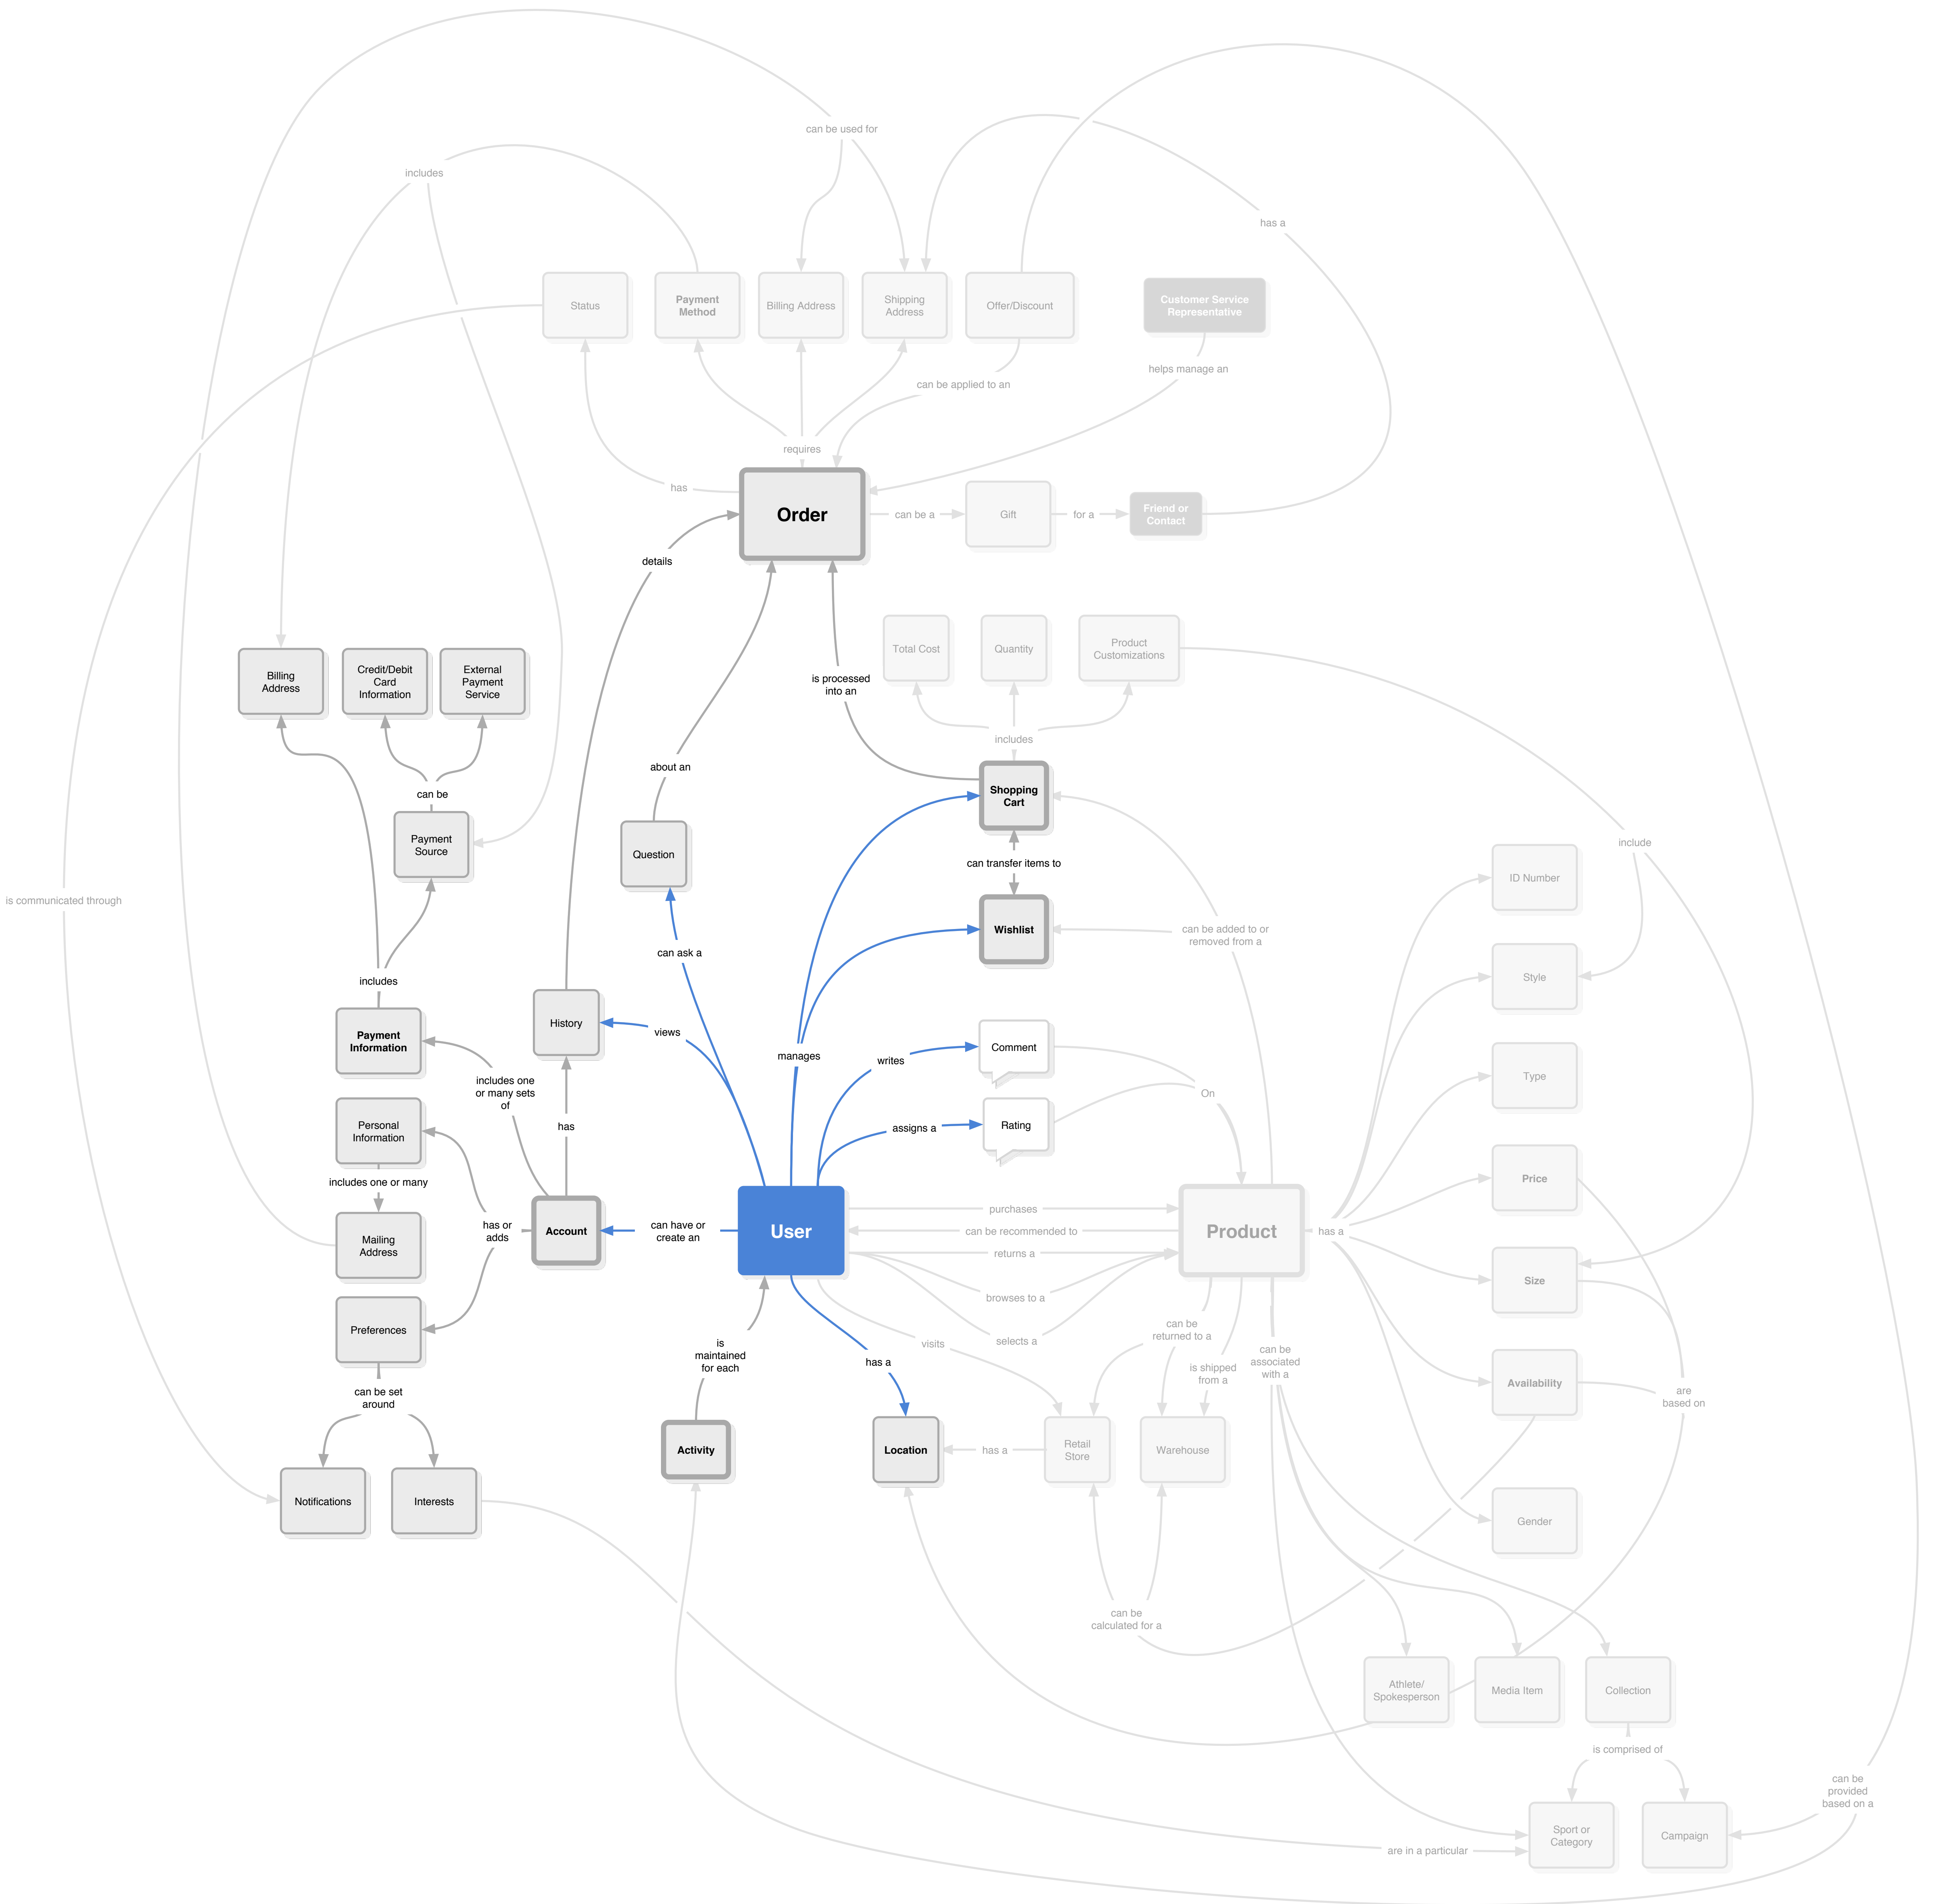 can be used for
includes
has a
Status
Payment
Method
Billing Address
Shipping
Address
Offer/Discount
Customer Service
Representative
helps manage an
can be applied to an
requires
has
Order
can be a
Gift
for a
Friend or
Contact
details
Total Cost
Quantity
Product
Customizations
Billing
Address
Credit/Debit
Card
Information
External
Payment
Service
is processed
into an
includes
about an
can be
Shopping
Cart
Payment
Source
Question
can transfer items to
include
ID Number
is communicated through
Wishlist
can be added to or
removed from a
can ask a
includes
Style
History
views
Payment
Information
manages
writes
Comment
Type
includes one
or many sets
of
On
Personal
Information
has
assigns a
Rating
Price
includes one or many
purchases
Mailing
Address
has or
adds
Account
can have or
create an
User
can be recommended to
Product
has a
returns a
Size
browses to a
Preferences
can be
returned to a
selects a
visits
is
maintained
for each
has a
is shipped
from a
can be
associated
with a
Availability
are
based on
can be set
around
Activity
Location
has a
Retail
Store
Warehouse
Notifications
Interests
Gender
can be
calculated for a
Athlete/
Spokesperson
Media Item
Collection
is comprised of
can be
provided
based on a
Sport or
Category
Campaign
are in a particular